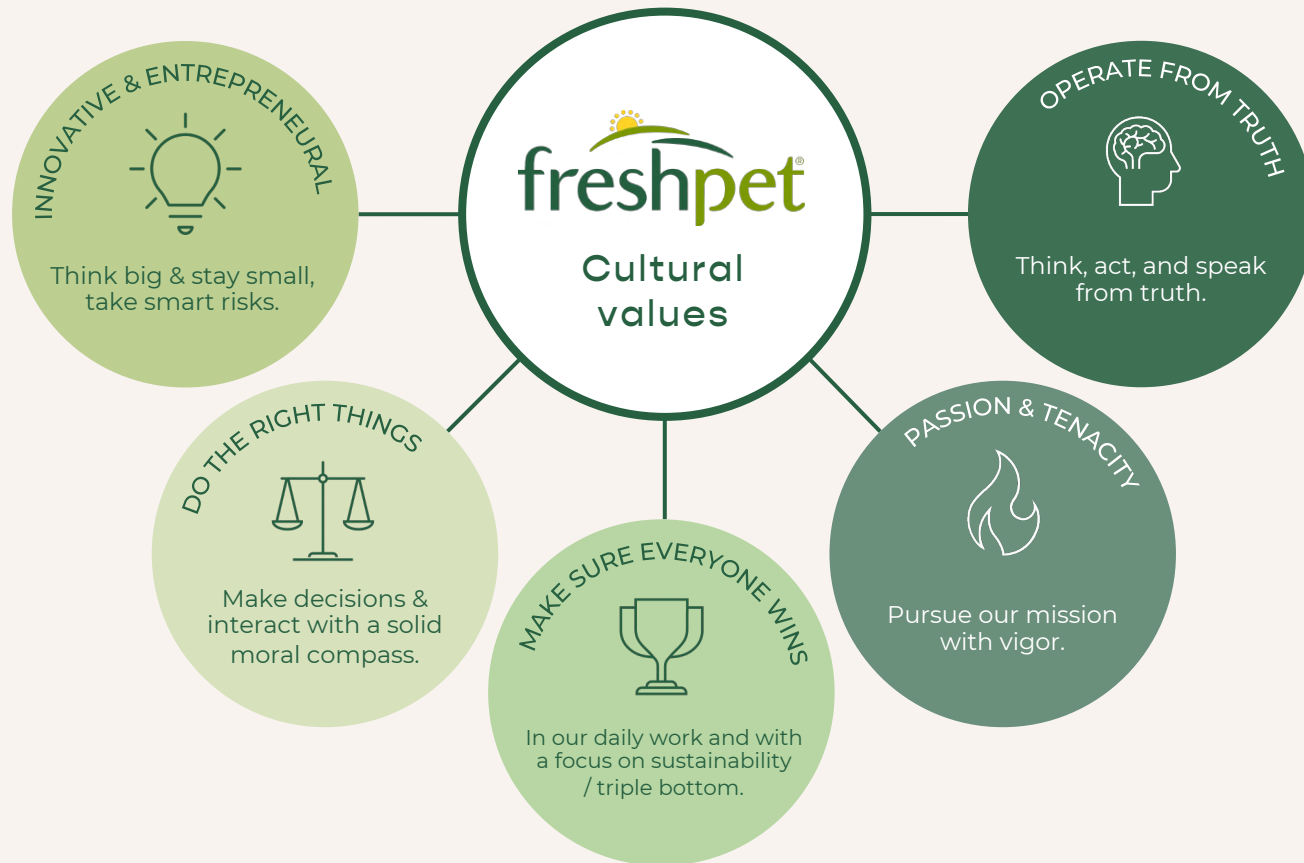 freshpet®
Cultural
values
INNOVATIVE & ENTREPRENEURAL
Think big & stay small,
take smart risks.
DO THE RIGHT THINGS
Make decisions &
interact with a solid
moral compass.
MAKE SURE EVERYONE WINS
In our daily work and with
a focus on sustainability
/ triple bottom.
PASSION & TENACITY
Pursue our mission
with vigor.
OPERATE FROM TRUTH
Think, act, and speak
from truth.